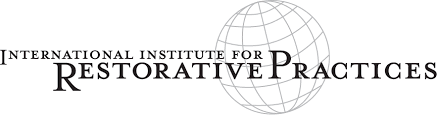 INTERNATIONAL INSTITUTE FOR
RESTORATIVE PRACTICES